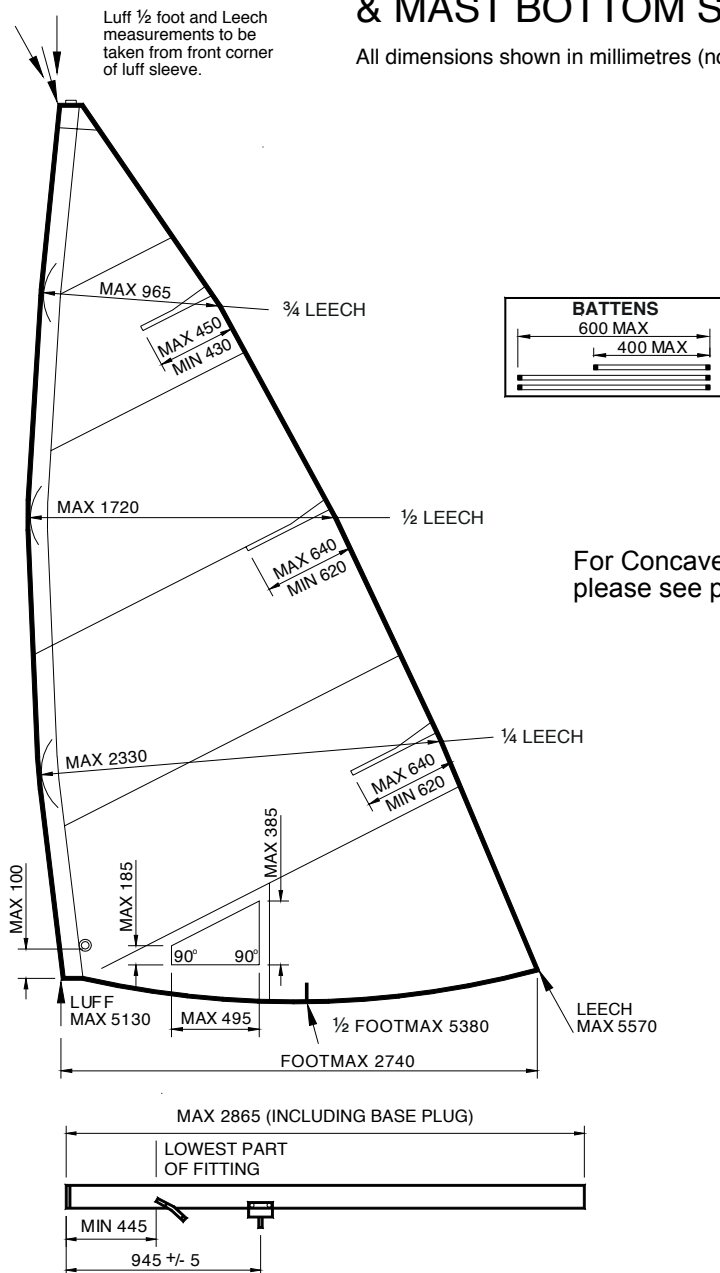 Luff ½ foot and Leech
measurements to be
taken from front corner
of luff sleeve.
& MAST BOTTOM S
All dimensions shown in millimetres (no
MAX 965
¾ LEECH
MAX 450
MIN 430
BATTENS
600 MAX
400 MAX
MAX 1720
½ LEECH
MAX 640
MIN 620
For Concave
please see p
MAX 2330
¼ LEECH
MAX 640
MIN 620
MAX 100
MAX 185
MAX 385
90° 90°
LUFF
MAX 5130
MAX 495
½ FOOTMAX 5380
LEECH
MAX 5570
FOOTMAX 2740
MAX 2865 (INCLUDING BASE PLUG)
LOWEST PART
OF FITTING
MIN 445
945 +/- 5